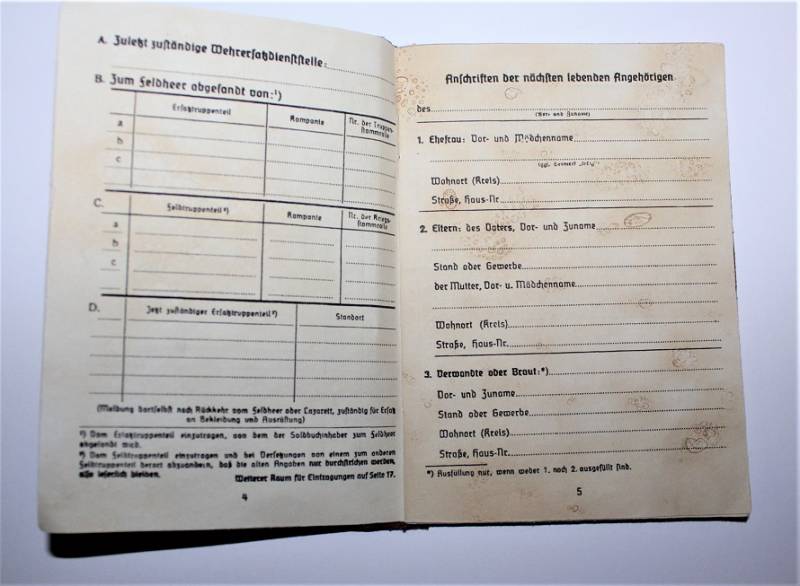 A. Zuletzt zuständige Wehrersatzdienststelle:
B. Zum Feldheer abgesandt von:¹)
Ersatztruppenteil
Kompanie
Nr. der Truppen-
stammrolle
a
b
c
C.
Feldtruppenteil ²)
Kompanie
Nr. der Kriegs-
stammrolle
a
b
c
D.
Jetzt zuständiger Ersatztruppenteil ²)
Standort
(Meldung dortselbst nach Rückkehr vom Feldheer oder Lazarett, zuständig für Ersatz
an Bekleidung und Ausrüstung)
¹) Vom Ersatztruppenteil einzutragen, von dem der Soldbuchinhaber zum Feldheer
abgesandt wird.
²) Vom Feldtruppenteil einzutragen und bei Versetzungen von einem zum anderen
Feldtruppenteil derart abzuändern, daß die alten Angaben nur durchstrichen werden,
also leserlich bleiben.
Weiterer Raum für Eintragungen auf Seite 17.
4
Anschriften der nächsten lebenden Angehörigen
des
(Vor- und Zuname)
1. Ehefrau: Vor- und Mädchenname
(ggf. Vermerk „ledig“)
Wohnort (Kreis)
Straße, Haus-Nr.
2. Eltern: des Vaters, Vor- und Zuname
Stand oder Gewerbe
der Mutter, Vor- u. Mädchenname
Wohnort (Kreis)
Straße, Haus-Nr.
3. Verwandte oder Braut:*)
Vor- und Zuname
Stand oder Gewerbe
Wohnort (Kreis)
Straße, Haus-Nr.
*) Ausfüllung nur, wenn weder 1. noch 2. ausgefüllt sind.
5